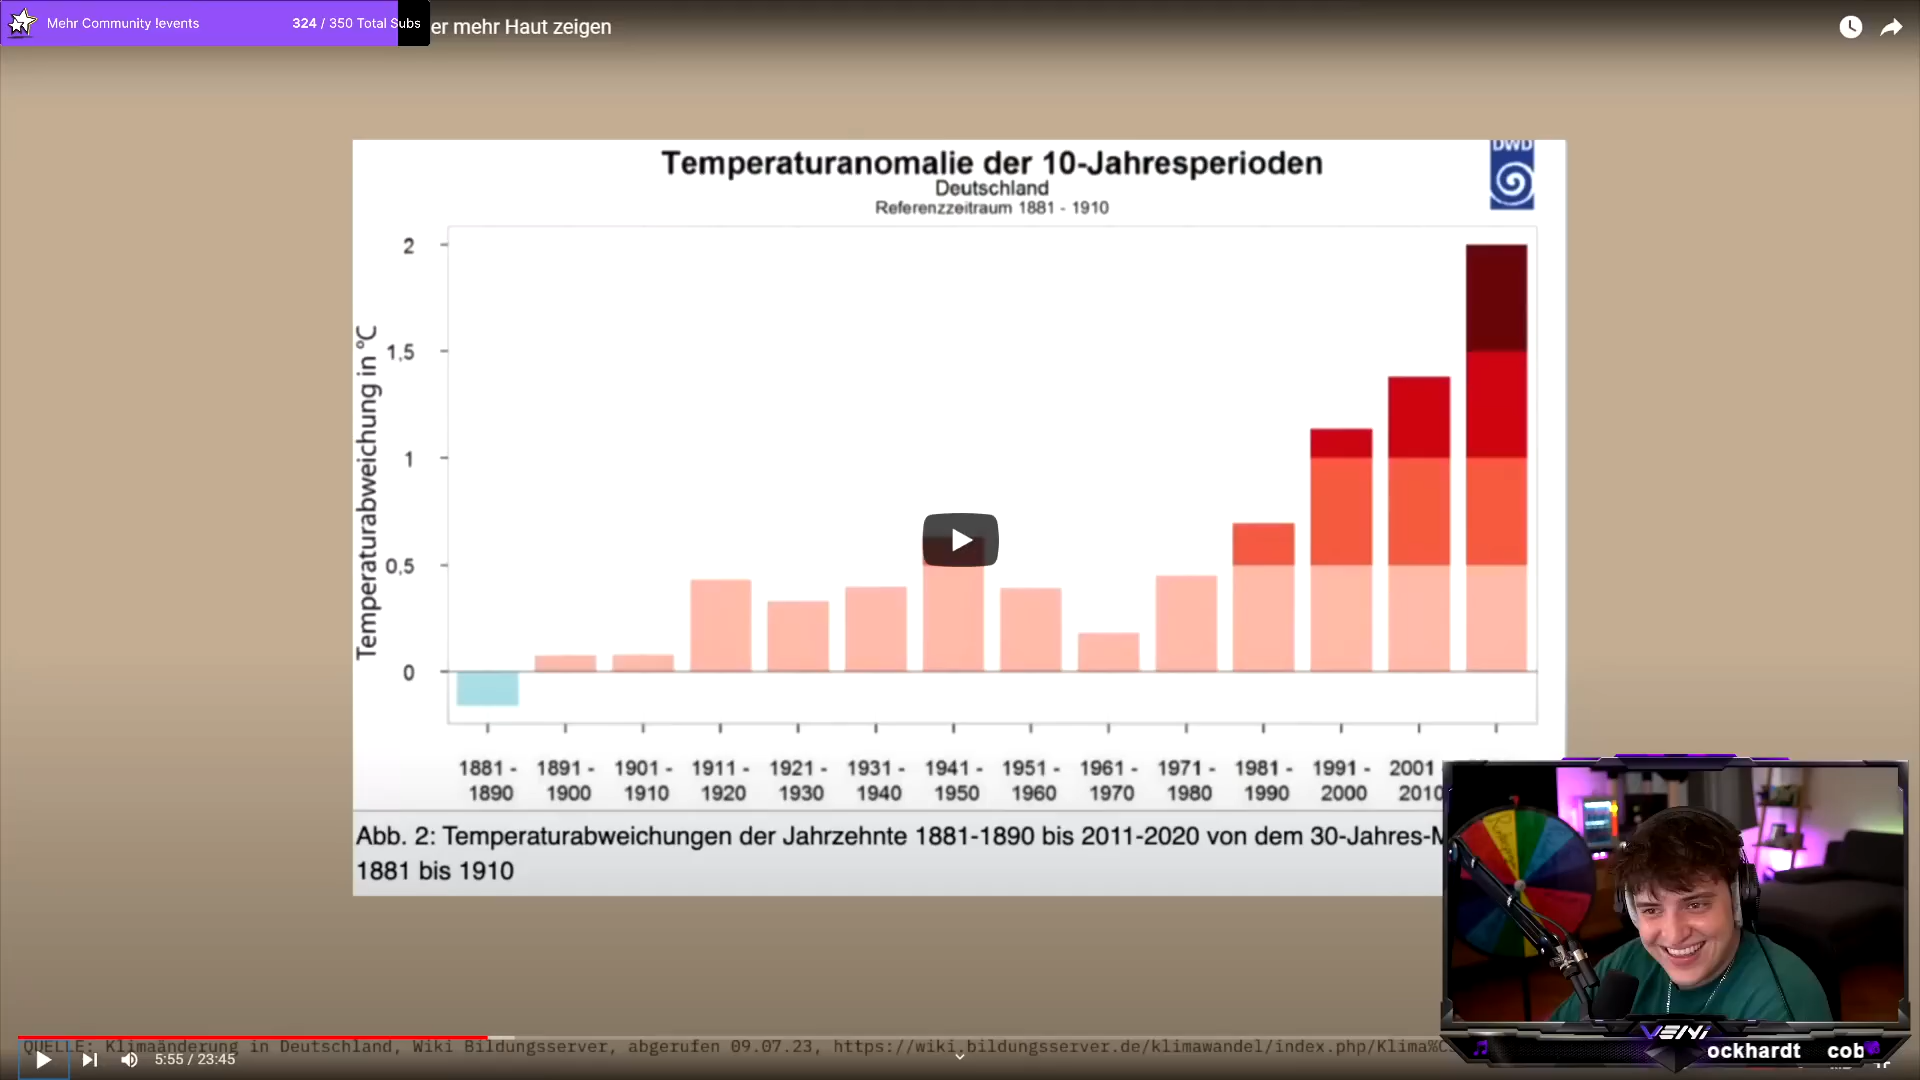 Mehr Community !events
324 / 350 Total Subs
er mehr Haut zeigen
Temperaturanomalie der 10-Jahresperioden
Deutschland
Referenzzeitraum 1881 - 1910
DWD
Temperaturabweichung in °C
2
1,5
1
0,5
0
1881 - 1891 - 1901 - 1911 - 1921 - 1931 - 1941 - 1951 - 1961 - 1971 - 1981 - 1991 - 2001
1890 1900 1910 1920 1930 1940 1950 1960 1970 1980 1990 2000 2010
Abb. 2: Temperaturabweichungen der Jahrzehnte 1881-1890 bis 2011-2020 von dem 30-Jahres-M
1881 bis 1910
QUELLE: Klimaänderung in Deutschland, Wiki Bildungsserver, abgerufen 09.07.23, https://wiki.bildungsserver.de/klimawandel/index.php/Klima%C
5:55 / 23:45
VENI
ockhardt cob